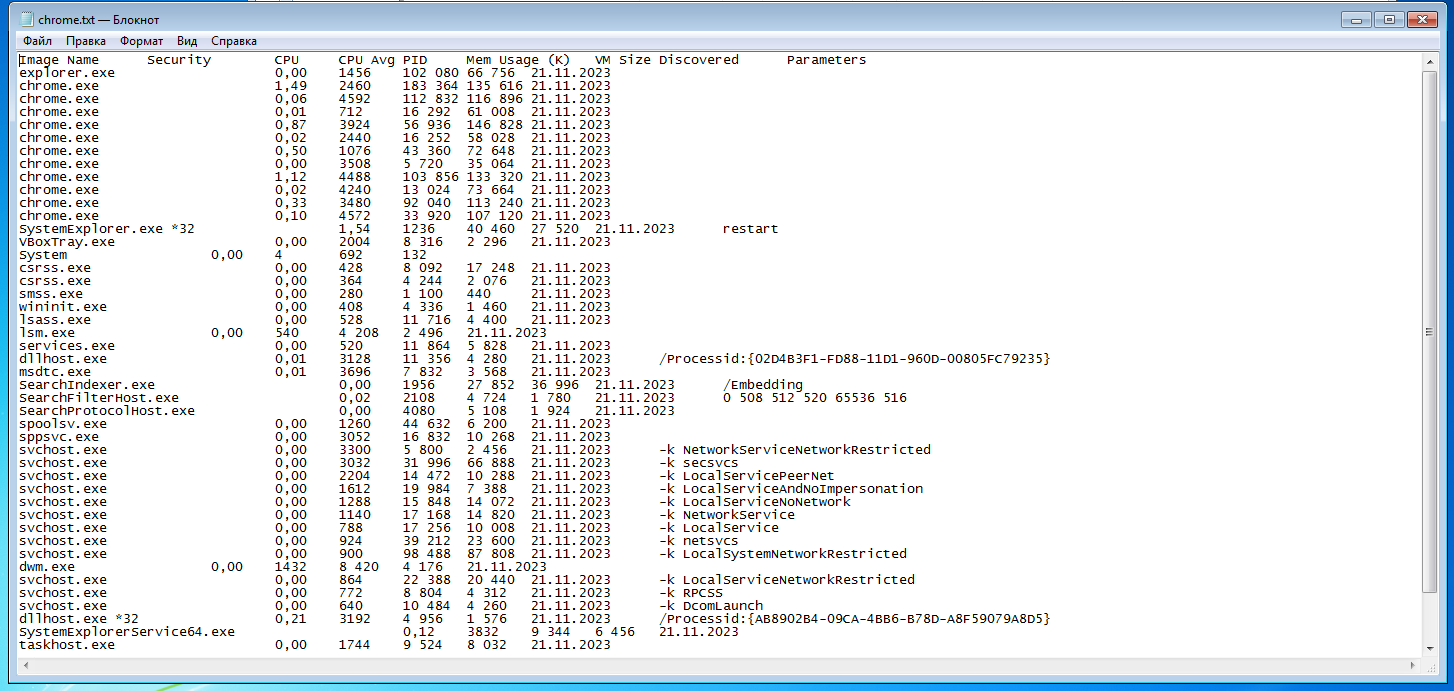 chrome.txt — Блокнот
Файл Правка Формат Вид Справка
Image Name Security CPU CPU Avg PID Mem Usage (K) VM Size Discovered Parameters
explorer.exe 0,00 1456 102 080 66 756 21.11.2023
chrome.exe 1,49 2460 183 364 135 616 21.11.2023
chrome.exe 0,06 4592 112 832 116 896 21.11.2023
chrome.exe 0,01 712 16 292 61 008 21.11.2023
chrome.exe 0,87 3924 56 936 146 828 21.11.2023
chrome.exe 0,02 2440 16 252 58 028 21.11.2023
chrome.exe 0,50 1076 43 360 72 648 21.11.2023
chrome.exe 0,00 3508 5 720 35 064 21.11.2023
chrome.exe 1,12 4488 103 856 133 320 21.11.2023
chrome.exe 0,02 4240 13 024 73 664 21.11.2023
chrome.exe 0,33 3480 92 040 113 240 21.11.2023
chrome.exe 0,10 4572 33 920 107 120 21.11.2023
SystemExplorer.exe *32 1,54 1236 40 460 27 520 21.11.2023 restart
VBoxTray.exe 0,00 2004 8 316 2 296 21.11.2023
System 0,00 4 692 132
csrss.exe 0,00 428 8 092 17 248 21.11.2023
csrss.exe 0,00 364 4 244 2 076 21.11.2023
smss.exe 0,00 280 1 100 440 21.11.2023
wininit.exe 0,00 408 4 336 1 460 21.11.2023
lsass.exe 0,00 528 11 716 4 400 21.11.2023
lsm.exe 0,00 540 4 208 2 496 21.11.2023
services.exe 0,00 520 11 864 5 828 21.11.2023
dllhost.exe 0,01 3128 11 356 4 280 21.11.2023 /Processid:{02D4B3F1-FD88-11D1-960D-00805FC79235}
msdtc.exe 0,01 3696 7 832 3 568 21.11.2023
SearchIndexer.exe 0,00 1956 27 852 36 996 21.11.2023 /Embedding
SearchFilterHost.exe 0,02 2108 4 724 1 780 21.11.2023 0 508 512 520 65536 516
SearchProtocolHost.exe 0,00 4080 5 108 1 924 21.11.2023
spoolsv.exe 0,00 1260 44 632 6 200 21.11.2023
sppsvc.exe 0,00 3052 16 832 10 268 21.11.2023
svchost.exe 0,00 3300 5 800 2 456 21.11.2023 -k NetworkServiceNetworkRestricted
svchost.exe 0,00 3032 31 996 66 888 21.11.2023 -k secsvcs
svchost.exe 0,00 2204 14 472 10 288 21.11.2023 -k LocalServicePeerNet
svchost.exe 0,00 1612 19 984 7 388 21.11.2023 -k LocalServiceAndNoImpersonation
svchost.exe 0,00 1288 15 848 14 072 21.11.2023 -k LocalServiceNoNetwork
svchost.exe 0,00 1140 17 168 14 820 21.11.2023 -k NetworkService
svchost.exe 0,00 788 17 256 10 008 21.11.2023 -k LocalService
svchost.exe 0,00 924 39 212 23 600 21.11.2023 -k netsvcs
svchost.exe 0,00 900 98 488 87 808 21.11.2023 -k LocalSystemNetworkRestricted
dwm.exe 0,00 1432 8 420 4 176 21.11.2023
svchost.exe 0,00 864 22 388 20 440 21.11.2023 -k LocalServiceNetworkRestricted
svchost.exe 0,00 772 8 804 4 312 21.11.2023 -k RPCSS
svchost.exe 0,00 640 10 484 4 260 21.11.2023 -k DcomLaunch
dllhost.exe *32 0,21 3192 4 956 1 576 21.11.2023 /Processid:{AB8902B4-09CA-4BB6-B78D-A8F59079A8D5}
SystemExplorerService64.exe 0,12 3832 9 344 6 456 21.11.2023
taskhost.exe 0,00 1744 9 524 8 032 21.11.2023